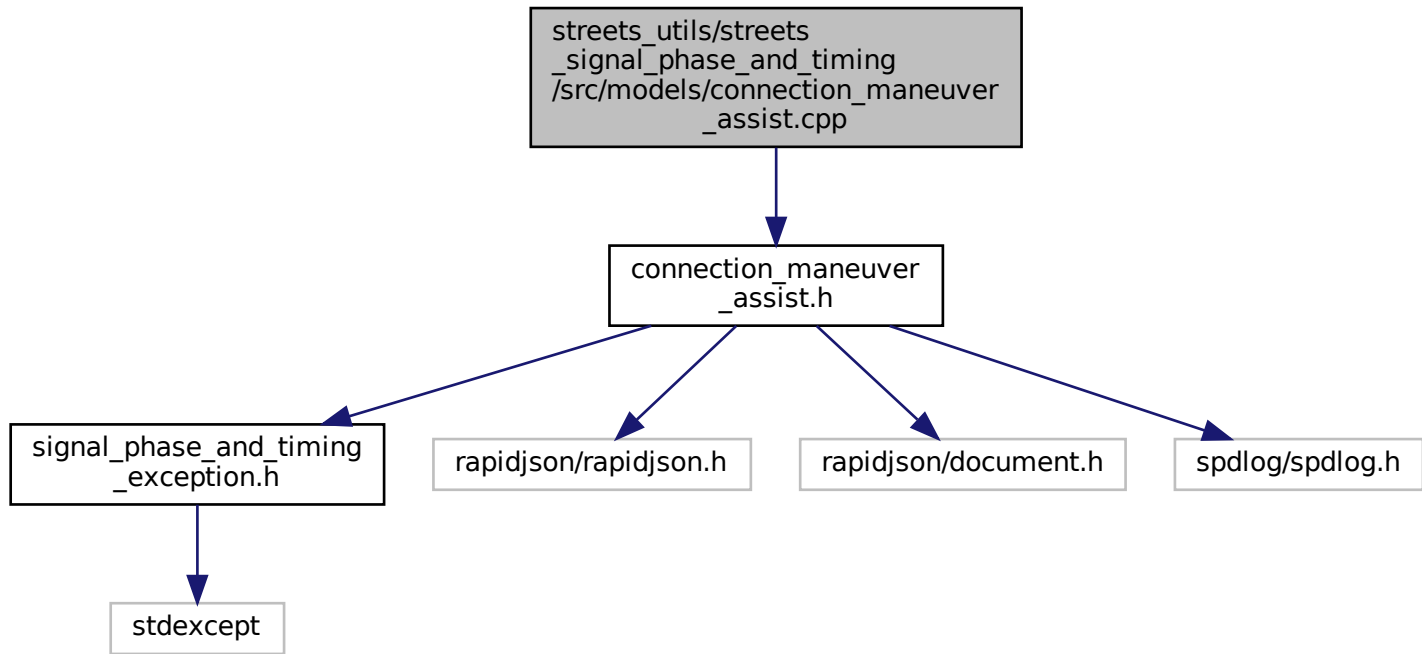 streets_utils/streets
_signal_phase_and_timing
/src/models/connection_maneuver
_assist.cpp
connection_maneuver
_assist.h
signal_phase_and_timing
_exception.h
rapidjson/rapidjson.h
rapidjson/document.h
spdlog/spdlog.h
stdexcept